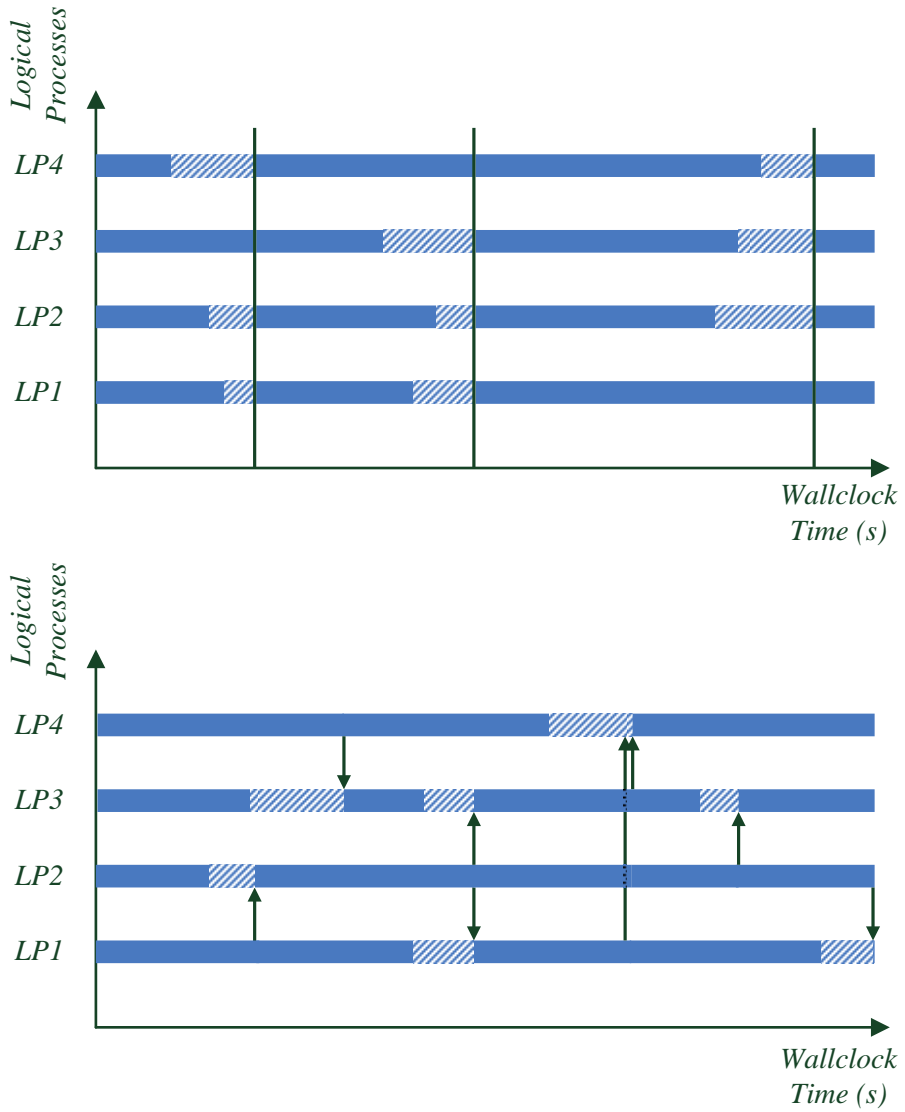 Logical
Processes
LP4
LP3
LP2
LP1
Wallclock
Time (s)
Logical
Processes
LP4
LP3
LP2
LP1
Wallclock
Time (s)